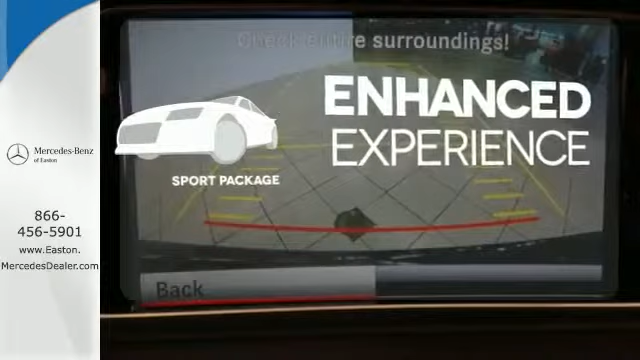 Check entire surroundings!
ENHANCED
EXPERIENCE
SPORT PACKAGE
Mercedes-Benz
of Easton
866-
456-5901
www.Easton.
MercedesDealer.com
Back